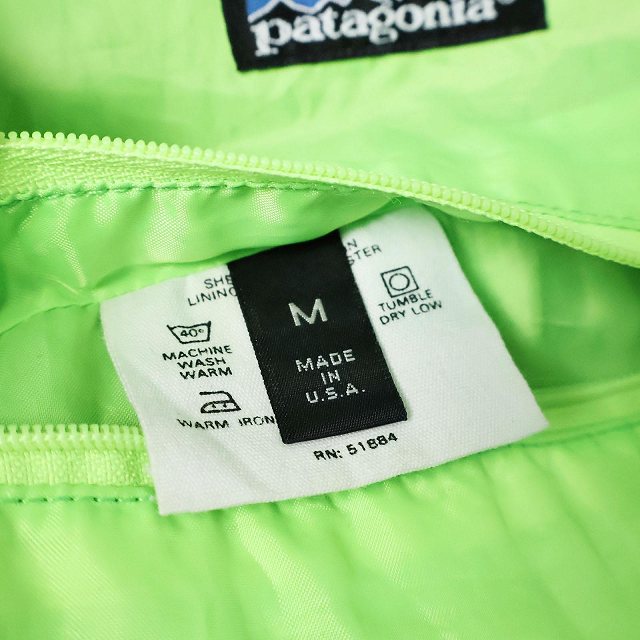 patagonia®
SHE
LINING
N
STER
40°
MACHINE
WASH
WARM
WARM IRON
M
MADE
IN
U.S.A.
TUMBLE
DRY LOW
RN: 51884